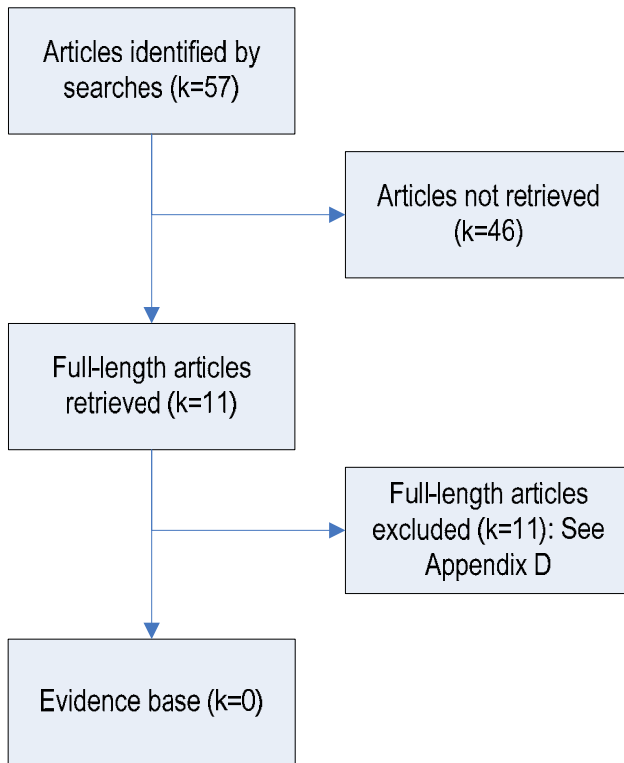 Articles identified by
searches (k=57)
Articles not retrieved
(k=46)
Full-length articles
retrieved (k=11)
Full-length articles
excluded (k=11): See
Appendix D
Evidence base (k=0)